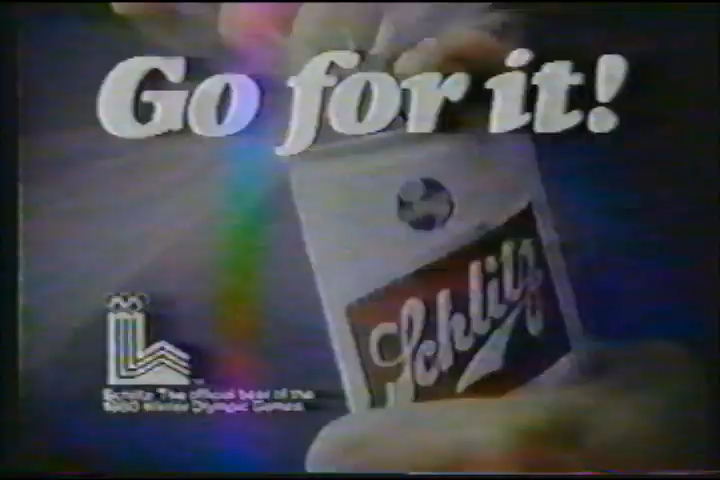 Go for it!
Schlitz
Schlitz The official beer of the
1980 Winter Olympic Games